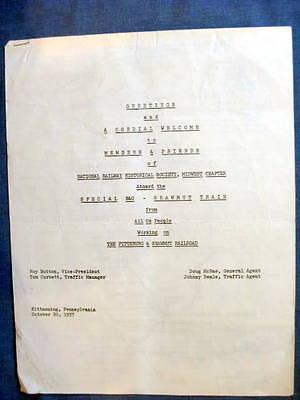 GREETINGS
and
A CORDIAL WELCOME
to
MEMBERS & FRIENDS
of
NATIONAL RAILWAY HISTORICAL SOCIETY, MIDWEST CHAPTER
Aboard the
SPECIAL B&O - SHAWMUT TRAIN
from
All Us People
Working on
THE PITTSBURG & SHAWMUT RAILROAD
Roy Dutton, Vice-President
Doug McRae, General Agent
Tom Corbett, Traffic Manager
Johnny Beale, Traffic Agent
Kittanning, Pennsylvania
October 20, 1957